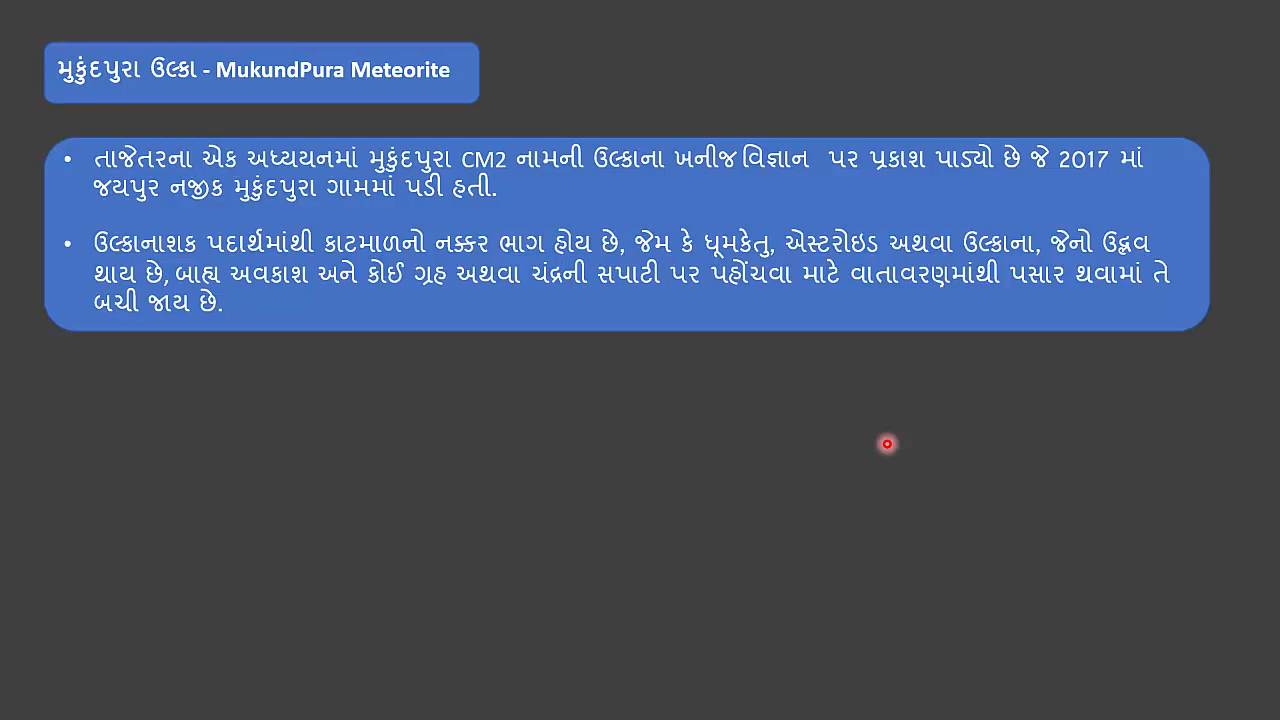 મુકુંદપુરા ઉલ્કા - MukundPura Meteorite
• તાજેતરના એક અધ્યયનમાં મુકુંદપુરા CM2 નામની ઉલ્કાના ખનીજ વિજ્ઞાન પર પ્રકાશ પાડ્યો છે જે 2017 માં
જયપુર નજીક મુકુંદપુરા ગામમાં પડી હતી.
• ઉલ્કાનાશક પદાર્થમાંથી કાટમાળનો નક્કર ભાગ હોય છે, જેમ કે ધૂમકેતુ, એસ્ટરોઇડ અથવા ઉલ્કાના, જેનો ઉદ્ભવ
થાય છે, બાહ્ય અવકાશ અને કોઈ ગ્રહ અથવા ચંદ્રની સપાટી પર પહોંચવા માટે વાતાવરણમાંથી પસાર થવામાં તે
બચી જાય છે.